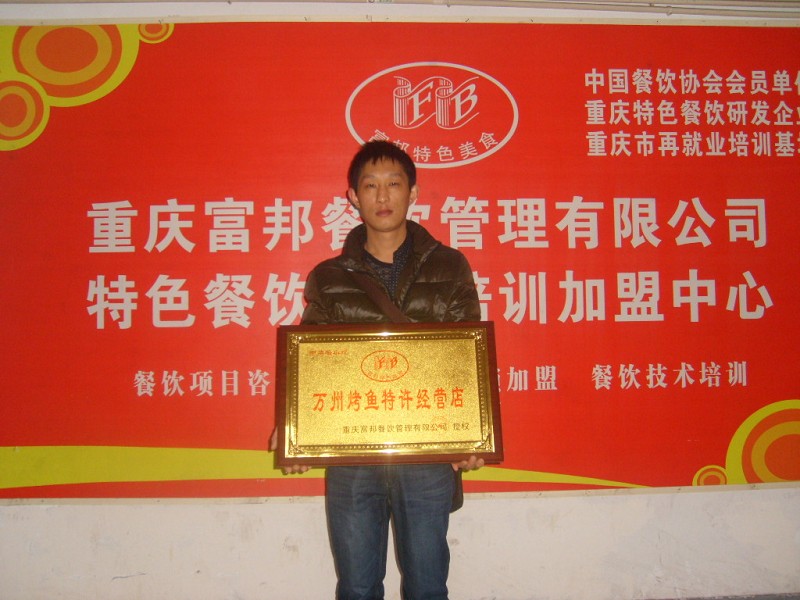 中国餐饮协会会员单
重庆特色餐饮研发企
重庆市再就业培训基
FB
富邦特色美食
重庆富邦餐饮管理有限公司
特色餐饮 培训加盟中心
餐饮项目咨 加盟 餐饮技术培训
FB
万州烤鱼特许经营店
重庆富邦餐饮管理有限公司 授权